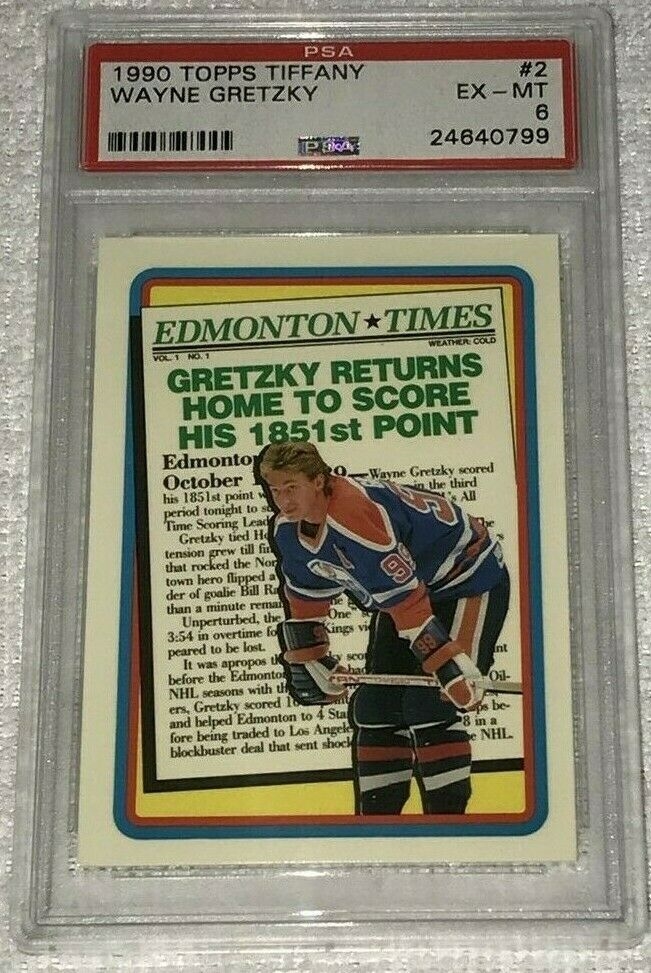 PSA
1990 TOPPS TIFFANY #2
WAYNE GRETZKY EX - MT
6
24640799
EDMONTON ★ TIMES
VOL. 1 NO. 1 WEATHER: COLD
GRETZKY RETURNS
HOME TO SCORE
HIS 1851st POINT
Edmonton
October 9—Wayne Gretzky scored
his 1851st point in the third
period tonight to 's All
Time Scoring
Gretzky tied
tension grew till
that rocked the
town hero flipped a
der of goalie Bill
than a minute
Unperturbed, the One
3:54 in overtime Kings
peared to be lost.
It was apropos
before the Edmonton Oil-
NHL seasons with
ers, Gretzky scored
and helped Edmonton to 4 8 in a
fore being traded to Los NHL.
blockbuster deal that sent
99
99
99